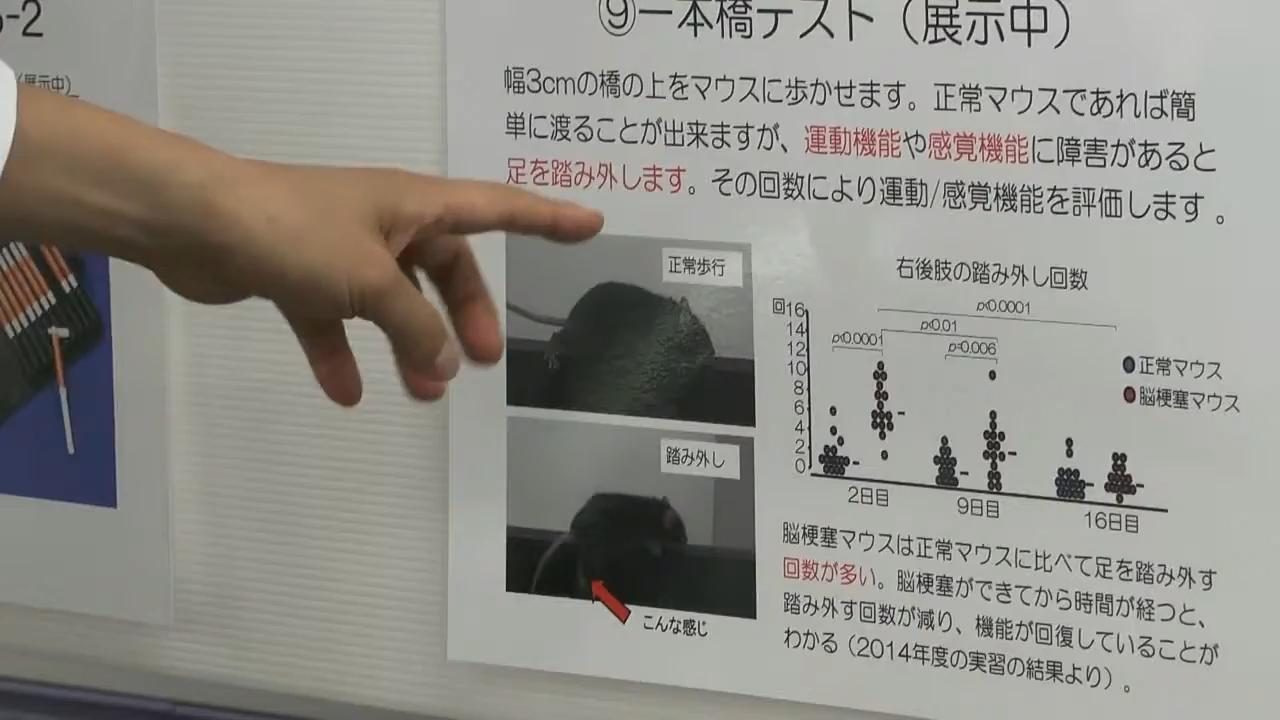 -2
（展示中）
⑨一本橋テスト（展示中）
幅3cmの橋の上をマウスに歩かせます。正常マウスであれば簡
単に渡ることが出来ますが、運動機能や感覚機能に障害があると
足を踏み外します。その回数により運動/感覚機能を評価します。
正常歩行
踏み外し
こんな感じ
右後肢の踏み外し回数
回16
14
12
10
8
6
4
2
0
p<0.0001
p<0.01
p<0.0001
p=0.006
正常マウス
脳梗塞マウス
2日目
9日目
16日目
脳梗塞マウスは正常マウスに比べて足を踏み外す
回数が多い。脳梗塞ができてから時間が経つと、
踏み外す回数が減り、機能が回復していることが
わかる（2014年度の実習の結果より）。